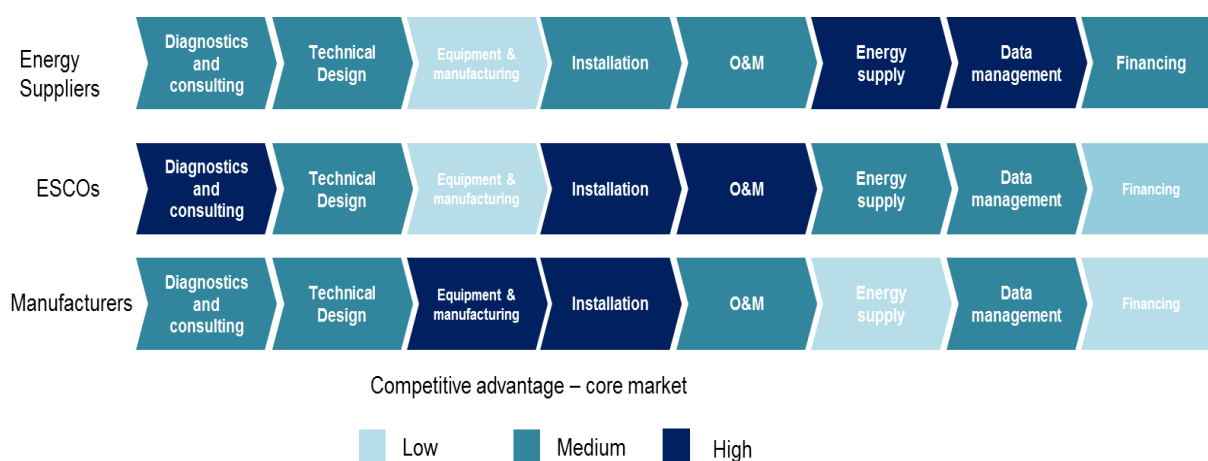 Energy
Suppliers
Diagnostics
and
consulting
Technical
Design
Equipment &
manufacturing
Installation
O&M
Energy
supply
Data
management
Financing
ESCOs
Diagnostics
and
consulting
Technical
Design
Equipment &
manufacturing
Installation
O&M
Energy
supply
Data
management
Financing
Manufacturers
Diagnostics
and
consulting
Technical
Design
Equipment &
manufacturing
Installation
O&M
Energy
supply
Data
management
Financing
Competitive advantage – core market
Low
Medium
High